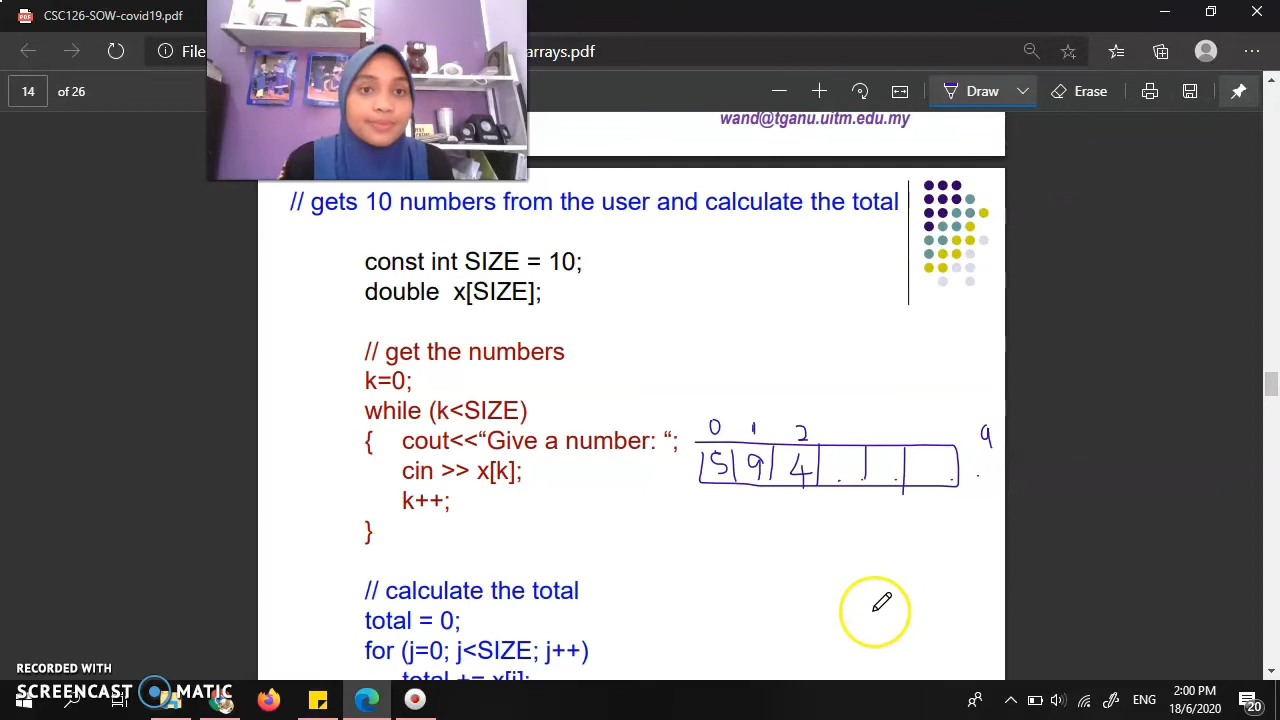 CSC126-SOW-covid19.pdf
File
arrays.pdf
14 of 26
Draw
Erase
wand@tganu.uitm.edu.my
// gets 10 numbers from the user and calculate the total
const int SIZE = 10;
double x[SIZE];
// get the numbers
k=0;
while (k<SIZE)
{ cout<<“Give a number: “;
cin >> x[k];
k++;
}
0 1 2 9
5 9 4 . . .
// calculate the total
total = 0;
for (j=0; j<SIZE; j++)
total += x[j];
RECORDED WITH
SCREENCAST MATIC
ENG
2:00 PM
18/6/2020
20